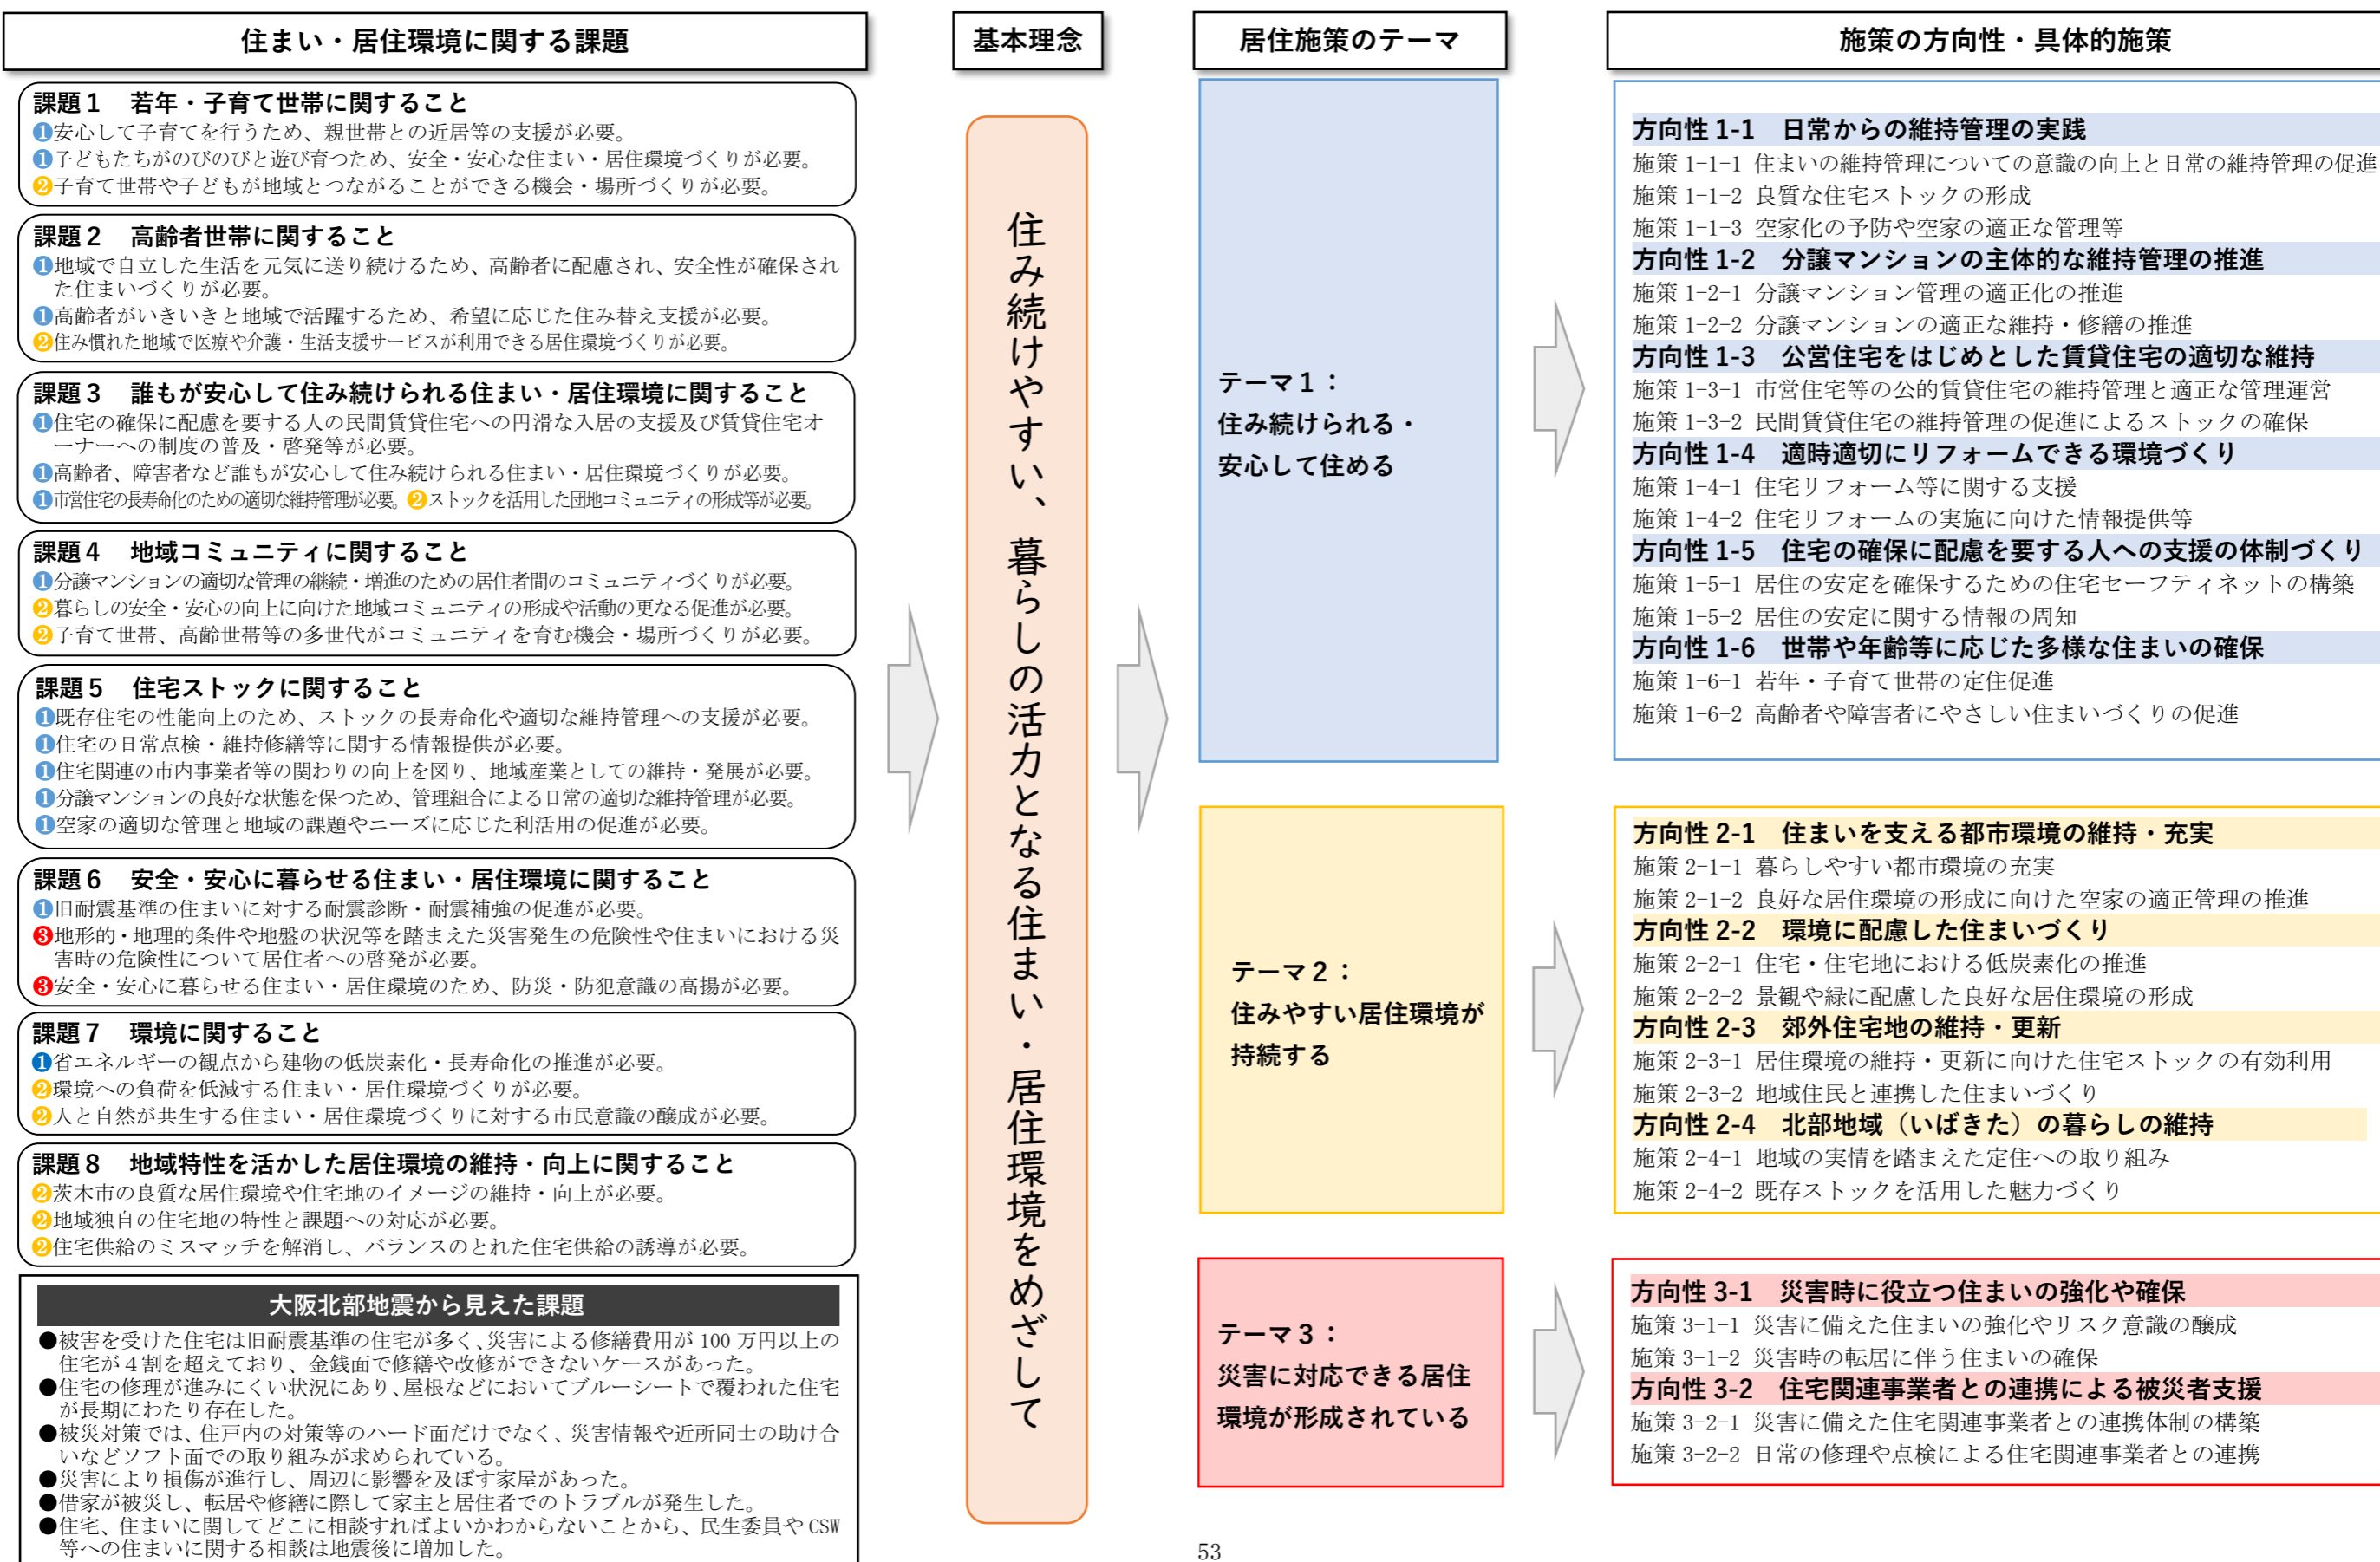 住まい・居住環境に関する課題
課題１　若年・子育て世帯に関すること
❶安心して子育てを行うため、親世帯との近居等の支援が必要。
❶子どもたちがのびのびと遊び育つため、安全・安心な住まい・居住環境づくりが必要。
❷子育て世帯や子どもが地域とつながることができる機会・場所づくりが必要。
課題２　高齢者世帯に関すること
❶地域で自立した生活を元気に送り続けるため、高齢者に配慮され、安全性が確保され
た住まいづくりが必要。
❶高齢者がいきいきと地域で活躍するため、希望に応じた住み替え支援が必要。
❷住み慣れた地域で医療や介護・生活支援サービスが利用できる居住環境づくりが必要。
課題３　誰もが安心して住み続けられる住まい・居住環境に関すること
❶住宅の確保に配慮を要する人の民間賃貸住宅への円滑な入居の支援及び賃貸住宅オ
ーナーへの制度の普及・啓発等が必要。
❶高齢者、障害者など誰もが安心して住み続けられる住まい・居住環境づくりが必要。
❶市営住宅の長寿命化のための適切な維持管理が必要。❷ストックを活用した団地コミュニティの形成等が必要。
課題４　地域コミュニティに関すること
❶分譲マンションの適切な管理の継続・増進のための居住者間のコミュニティづくりが必要。
❷暮らしの安全・安心の向上に向けた地域コミュニティの形成や活動の更なる促進が必要。
❷子育て世帯、高齢世帯等の多世代がコミュニティを育む機会・場所づくりが必要。
課題５　住宅ストックに関すること
❶既存住宅の性能向上のため、ストックの長寿命化や適切な維持管理への支援が必要。
❶住宅の日常点検・維持修繕等に関する情報提供が必要。
❶住宅関連の市内事業者等の関わりの向上を図り、地域産業としての維持・発展が必要。
❶分譲マンションの良好な状態を保つため、管理組合による日常の適切な維持管理が必要。
❶空家の適切な管理と地域の課題やニーズに応じた利活用の促進が必要。
課題６　安全・安心に暮らせる住まい・居住環境に関すること
❶旧耐震基準の住まいに対する耐震診断・耐震補強の促進が必要。
❸地形的・地理的条件や地盤の状況等を踏まえた災害発生の危険性や住まいにおける災
害時の危険性について居住者への啓発が必要。
❸安全・安心に暮らせる住まい・居住環境のため、防災・防犯意識の高揚が必要。
課題７　環境に関すること
❶省エネルギーの観点から建物の低炭素化・長寿命化の推進が必要。
❷環境への負荷を低減する住まい・居住環境づくりが必要。
❷人と自然が共生する住まい・居住環境づくりに対する市民意識の醸成が必要。
課題８　地域特性を活かした居住環境の維持・向上に関すること
❷茨木市の良質な居住環境や住宅地のイメージの維持・向上が必要。
❷地域独自の住宅地の特性と課題への対応が必要。
❷住宅供給のミスマッチを解消し、バランスのとれた住宅供給の誘導が必要。
大阪北部地震から見えた課題
●被害を受けた住宅は旧耐震基準の住宅が多く、災害による修繕費用が 100 万円以上の
住宅が４割を超えており、金銭面で修繕や改修ができないケースがあった。
●住宅の修理が進みにくい状況にあり、屋根などにおいてブルーシートで覆われた住宅
が長期にわたり存在した。
●被災対策では、住戸内の対策等のハード面だけでなく、災害情報や近所同士の助け合
いなどソフト面での取り組みが求められている。
●災害により損傷が進行し、周辺に影響を及ぼす家屋があった。
●借家が被災し、転居や修繕に際して家主と居住者でのトラブルが発生した。
●住宅、住まいに関してどこに相談すればよいかわからないことから、民生委員や CSW
等への住まいに関する相談は地震後に増加した。
基本理念
住み続けやすい、暮らしの活力となる住まい・居住環境をめざして
居住施策のテーマ
テーマ１：
住み続けられる・
安心して住める
テーマ２：
住みやすい居住環境が
持続する
テーマ３：
災害に対応できる居住
環境が形成されている
施策の方向性・具体的施策
方向性 1-1　日常からの維持管理の実践
施策 1-1-1 住まいの維持管理についての意識の向上と日常の維持管理の促進
施策 1-1-2 良質な住宅ストックの形成
施策 1-1-3 空家化の予防や空家の適正な管理等
方向性 1-2　分譲マンションの主体的な維持管理の推進
施策 1-2-1 分譲マンション管理の適正化の推進
施策 1-2-2 分譲マンションの適正な維持・修繕の推進
方向性 1-3　公営住宅をはじめとした賃貸住宅の適切な維持
施策 1-3-1 市営住宅等の公的賃貸住宅の維持管理と適正な管理運営
施策 1-3-2 民間賃貸住宅の維持管理の促進によるストックの確保
方向性 1-4　適時適切にリフォームできる環境づくり
施策 1-4-1 住宅リフォーム等に関する支援
施策 1-4-2 住宅リフォームの実施に向けた情報提供等
方向性 1-5　住宅の確保に配慮を要する人への支援の体制づくり
施策 1-5-1 居住の安定を確保するための住宅セーフティネットの構築
施策 1-5-2 居住の安定に関する情報の周知
方向性 1-6　世帯や年齢等に応じた多様な住まいの確保
施策 1-6-1 若年・子育て世帯の定住促進
施策 1-6-2 高齢者や障害者にやさしい住まいづくりの促進
方向性 2-1　住まいを支える都市環境の維持・充実
施策 2-1-1 暮らしやすい都市環境の充実
施策 2-1-2 良好な居住環境の形成に向けた空家の適正管理の推進
方向性 2-2　環境に配慮した住まいづくり
施策 2-2-1 住宅・住宅地における低炭素化の推進
施策 2-2-2 景観や緑に配慮した良好な居住環境の形成
方向性 2-3　郊外住宅地の維持・更新
施策 2-3-1 居住環境の維持・更新に向けた住宅ストックの有効利用
施策 2-3-2 地域住民と連携した住まいづくり
方向性 2-4　北部地域（いばきた）の暮らしの維持
施策 2-4-1 地域の実情を踏まえた定住への取り組み
施策 2-4-2 既存ストックを活用した魅力づくり
方向性 3-1　災害時に役立つ住まいの強化や確保
施策 3-1-1 災害に備えた住まいの強化やリスク意識の醸成
施策 3-1-2 災害時の転居に伴う住まいの確保
方向性 3-2　住宅関連事業者との連携による被災者支援
施策 3-2-1 災害に備えた住宅関連事業者との連携体制の構築
施策 3-2-2 日常の修理や点検による住宅関連事業者との連携
53